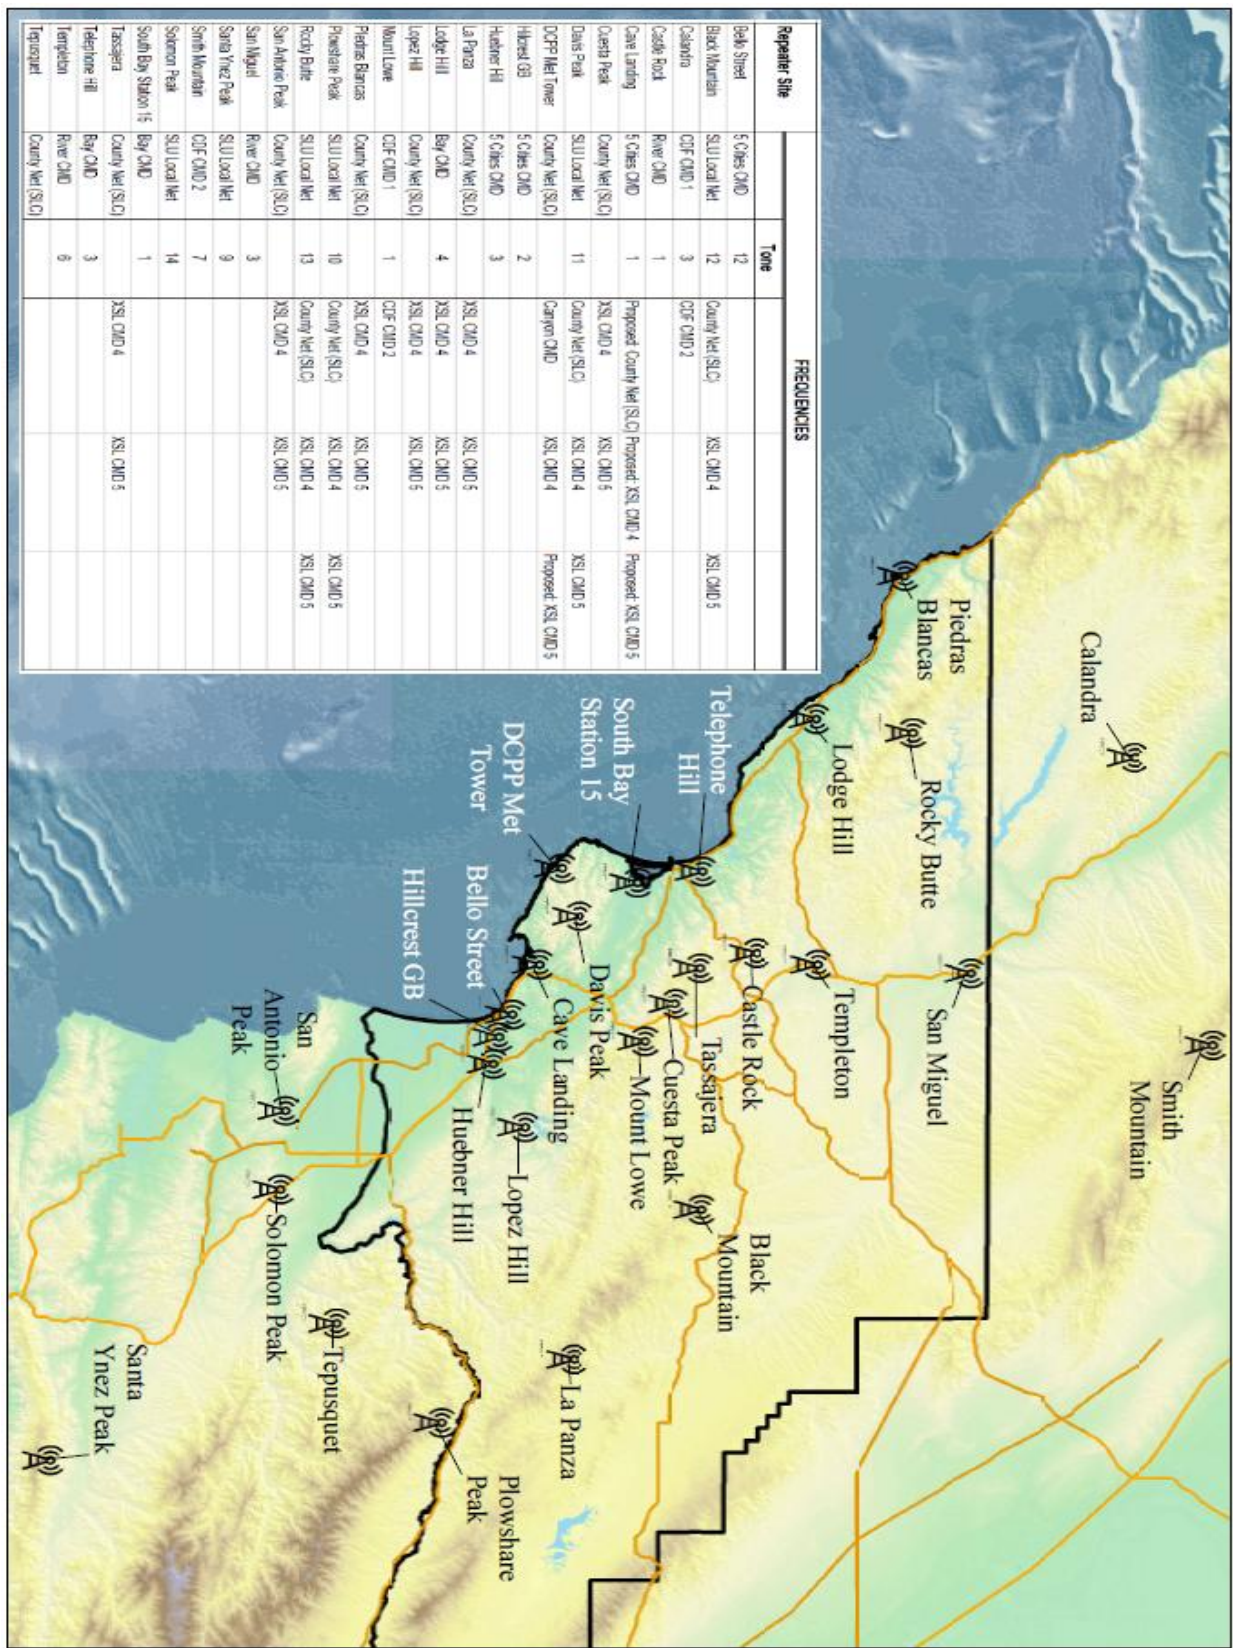 FREQUENCIES
Repeater Site Tone
Bello Street 5 Cities CMD 12
Black Mountain SLU Local Net 12 County Net (SLC) XSL CMD 4 XSL CMD 5
Calandra CDF CMD 1 3 CDF CMD 2
Castle Rock River CMD 1
Cave Landing 5 Cities CMD 1 Proposed: County Net (SLC) Proposed: XSL CMD 4 Proposed: XSL CMD 5
Cuesta Peak County Net (SLC) XSL CMD 4 XSL CMD 5
Davis Peak SLU Local Net 11 County Net (SLC) XSL CMD 4 XSL CMD 5
DCPP Met Tower County Net (SLC) Canyon CMD XSL CMD 4 Proposed: XSL CMD 5
Hilcrest GB 5 Cities CMD 2
Huebner Hill 5 Cities CMD 3
La Panza County Net (SLC) XSL CMD 4 XSL CMD 5
Lodge Hill Bay CMD 4 XSL CMD 4 XSL CMD 5
Lopez Hill County Net (SLC) XSL CMD 4 XSL CMD 5
Mount Lowe CDF CMD 1 1 CDF CMD 2
Piedras Blancas County Net (SLC) XSL CMD 4 XSL CMD 5
Plowshare Peak SLU Local Net 10 County Net (SLC) XSL CMD 4 XSL CMD 5
Rocky Butte SLU Local Net 13 County Net (SLC) XSL CMD 4 XSL CMD 5
San Antonio Peak County Net (SLC) XSL CMD 4 XSL CMD 5
San Miguel River CMD 3
Santa Ynez Peak SLU Local Net 9
Smith Mountain CDF CMD 2 7
Solomon Peak SLU Local Net 14
South Bay Station 15 Bay CMD 1
Tassajera County Net (SLC) XSL CMD 4 XSL CMD 5
Telephone Hill Bay CMD 3
Templeton River CMD 6
Tepusquet County Net (SLC)
Smith
Mountain
Calandra
Piedras
Blancas
Rocky Butte
San Miguel
Lodge Hill
Templeton
Telephone
Hill
Castle Rock
Black
Mountain
Tassajera
South Bay
Station 15
Cuesta Peak
Mount Lowe
Davis Peak
DCPP Met
Tower
Cave Landing
La Panza
Lopez Hill
Bello Street
Huebner Hill
Plowshare
Peak
Hillcrest GB
Tepusquet
San
Antonio
Peak
Solomon Peak
Santa
Ynez Peak